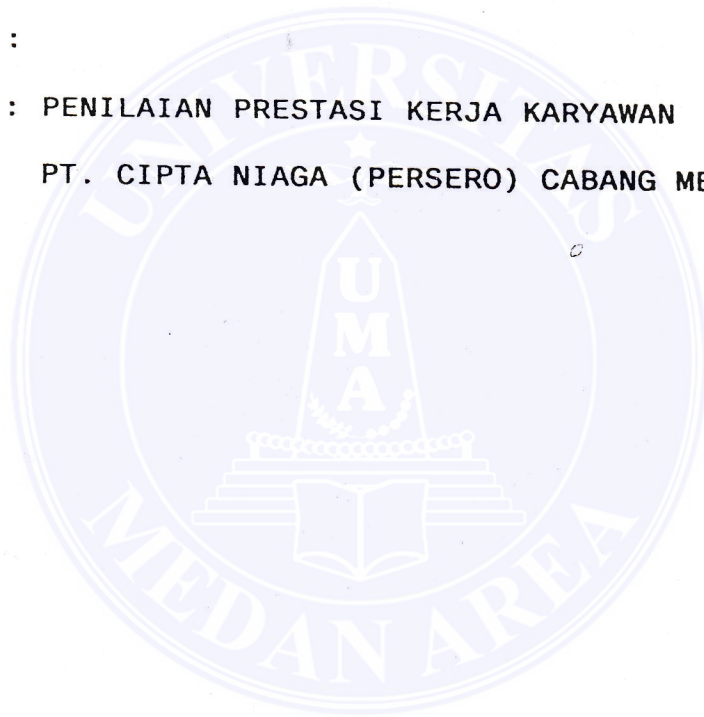 :
: PENILAIAN PRESTASI KERJA KARYAWAN
PT. CIPTA NIAGA (PERSERO) CABANG ME
UNIVERSITAS
UMA
MEDAN AREA